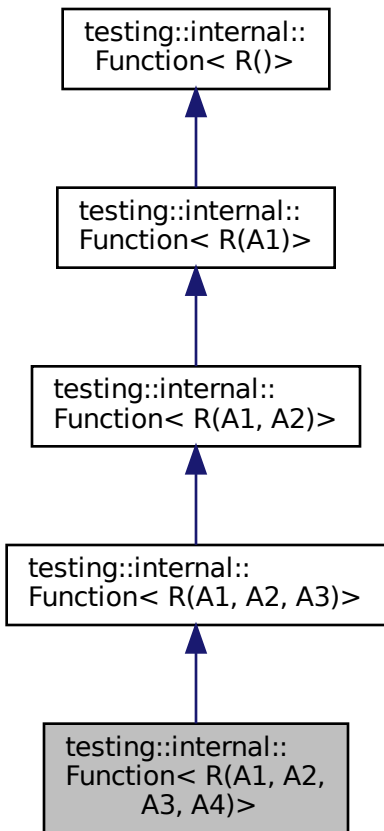 testing::internal::
Function< R()>
testing::internal::
Function< R(A1)>
testing::internal::
Function< R(A1, A2)>
testing::internal::
Function< R(A1, A2, A3)>
testing::internal::
Function< R(A1, A2,
A3, A4)>